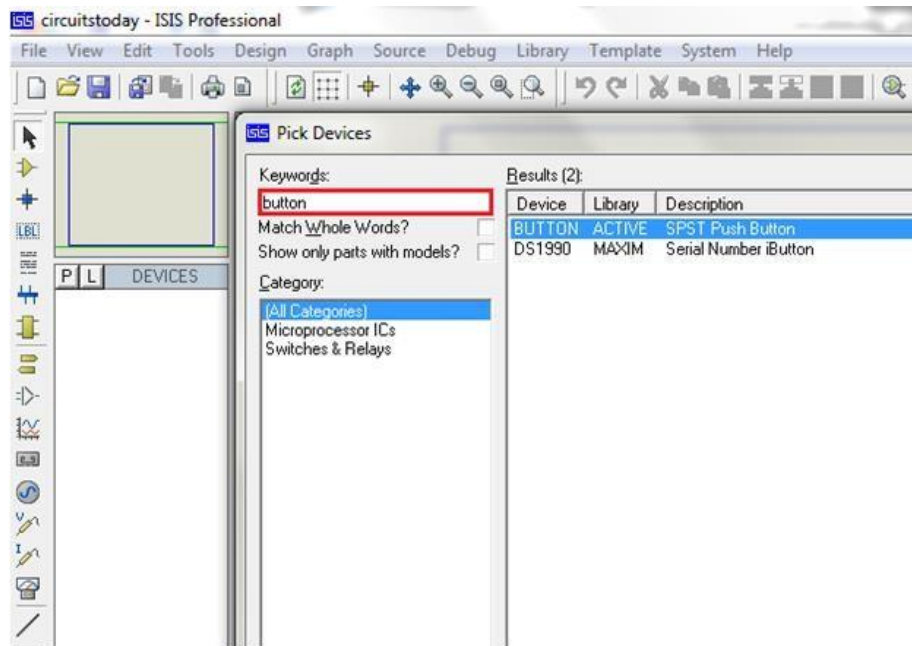 isis circuitstoday - ISIS Professional
File View Edit Tools Design Graph Source Debug Library Template System Help
isis Pick Devices
Keywords:
button
Match Whole Words?
Show only parts with models?
Category:
(All Categories)
Microprocessor ICs
Switches & Relays
Results (2):
Device Library Description
BUTTON ACTIVE SPST Push Button
DS1990 MAXIM Serial Number iButton
LBL
P L DEVICES
V
I